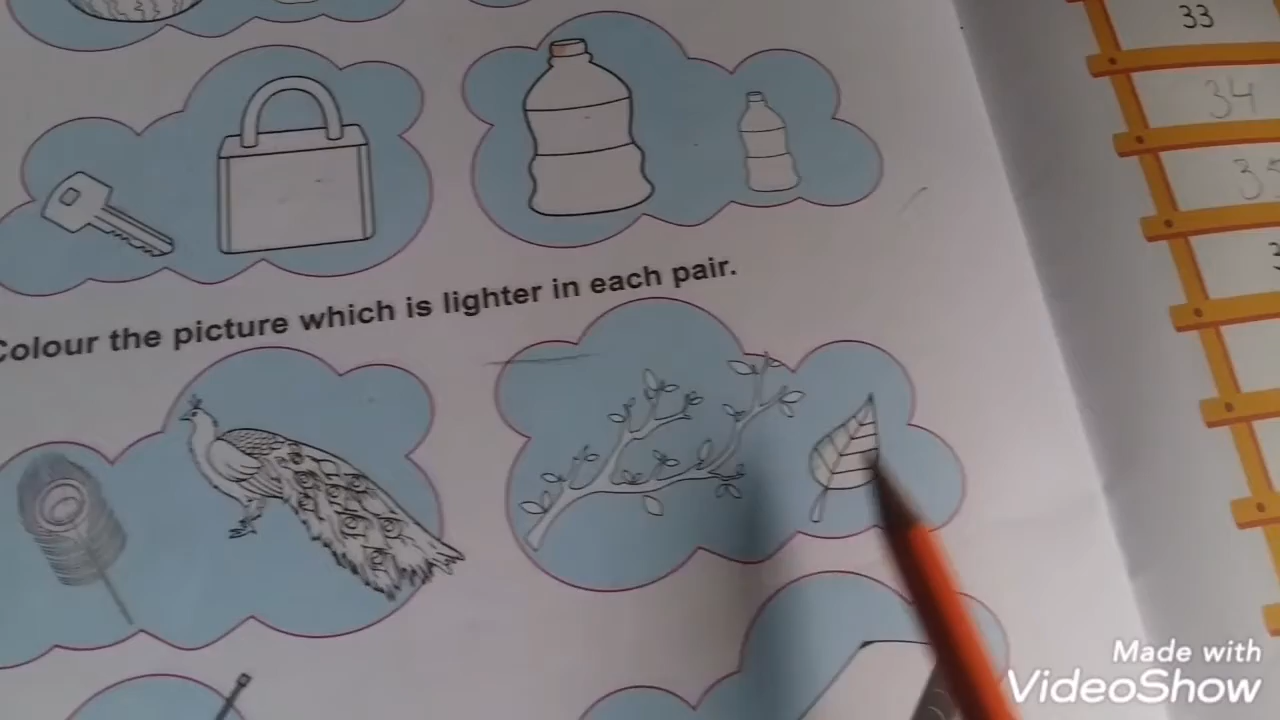 33
34
Colour the picture which is lighter in each pair.
Made with
VideoShow